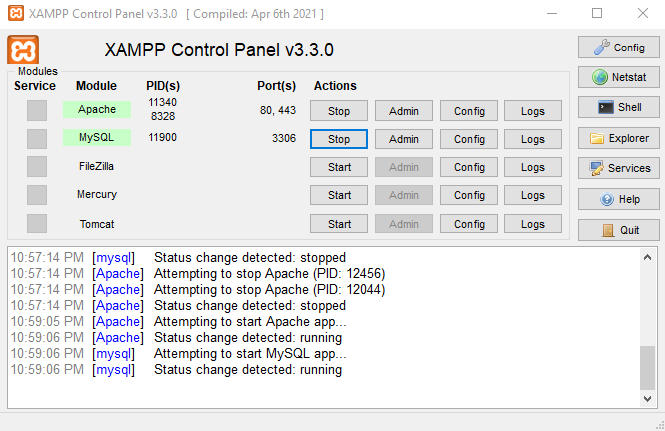 XAMPP Control Panel v3.3.0 [ Compiled: Apr 6th 2021 ]
XAMPP Control Panel v3.3.0
Config
Modules
Service Module PID(s) Port(s) Actions
Netstat
Apache 11340 8328 80, 443 Stop Admin Config Logs
Shell
MySQL 11900 3306 Stop Admin Config Logs
Explorer
FileZilla Start Admin Config Logs
Services
Mercury Start Admin Config Logs
Help
Tomcat Start Admin Config Logs
Quit
10:57:14 PM [mysql] Status change detected: stopped
10:57:14 PM [Apache] Attempting to stop Apache (PID: 12456)
10:57:14 PM [Apache] Attempting to stop Apache (PID: 12044)
10:57:14 PM [Apache] Status change detected: stopped
10:59:05 PM [Apache] Attempting to start Apache app...
10:59:06 PM [Apache] Status change detected: running
10:59:06 PM [mysql] Attempting to start MySQL app...
10:59:06 PM [mysql] Status change detected: running